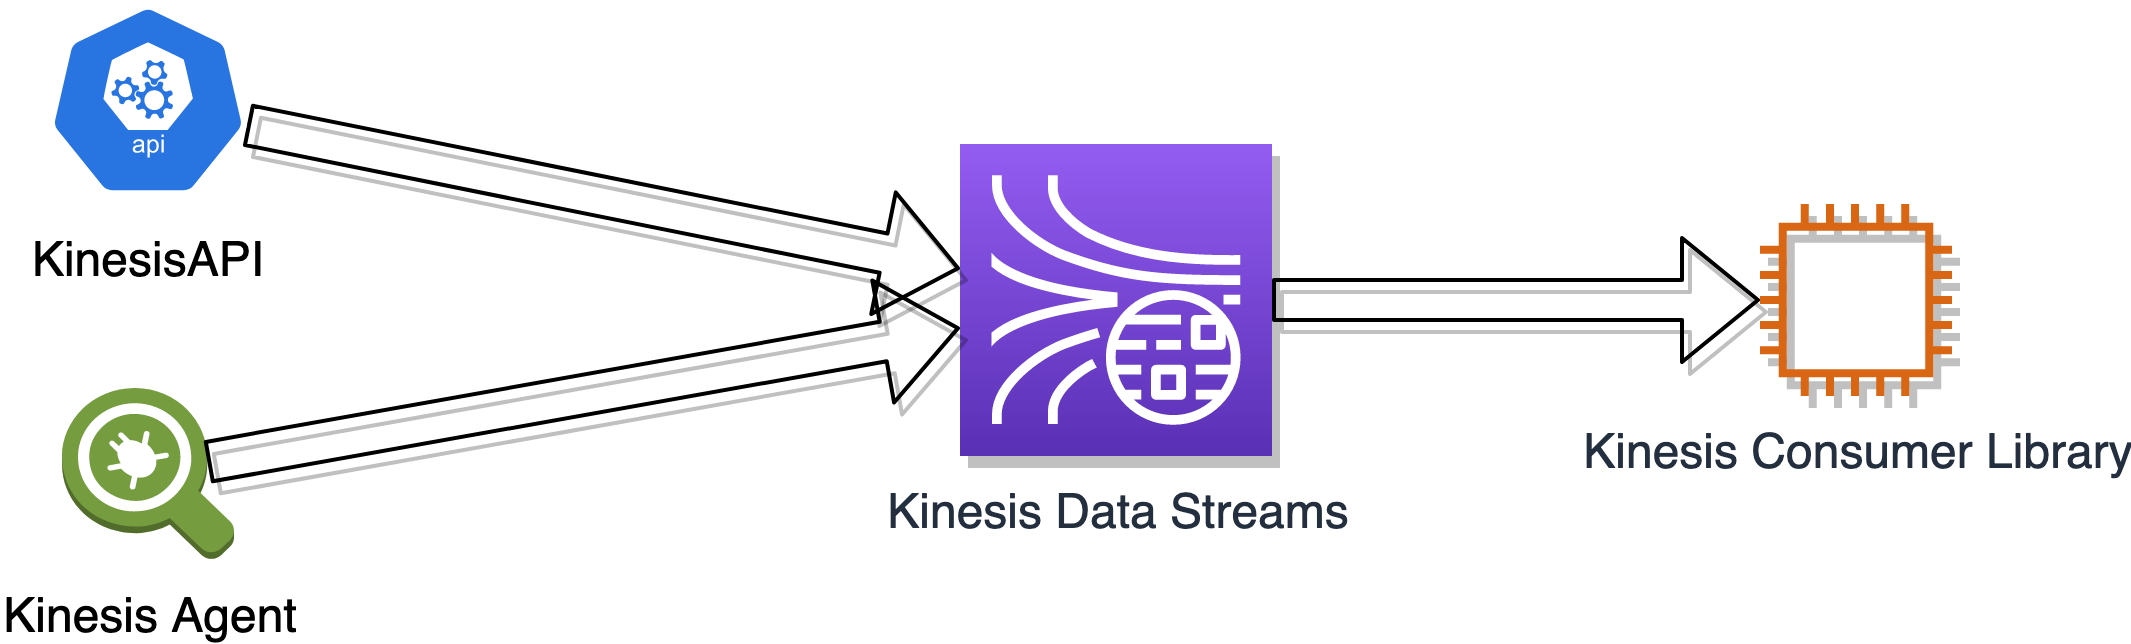 api
KinesisAPI
Kinesis Data Streams
Kinesis Consumer Library
Kinesis Agent